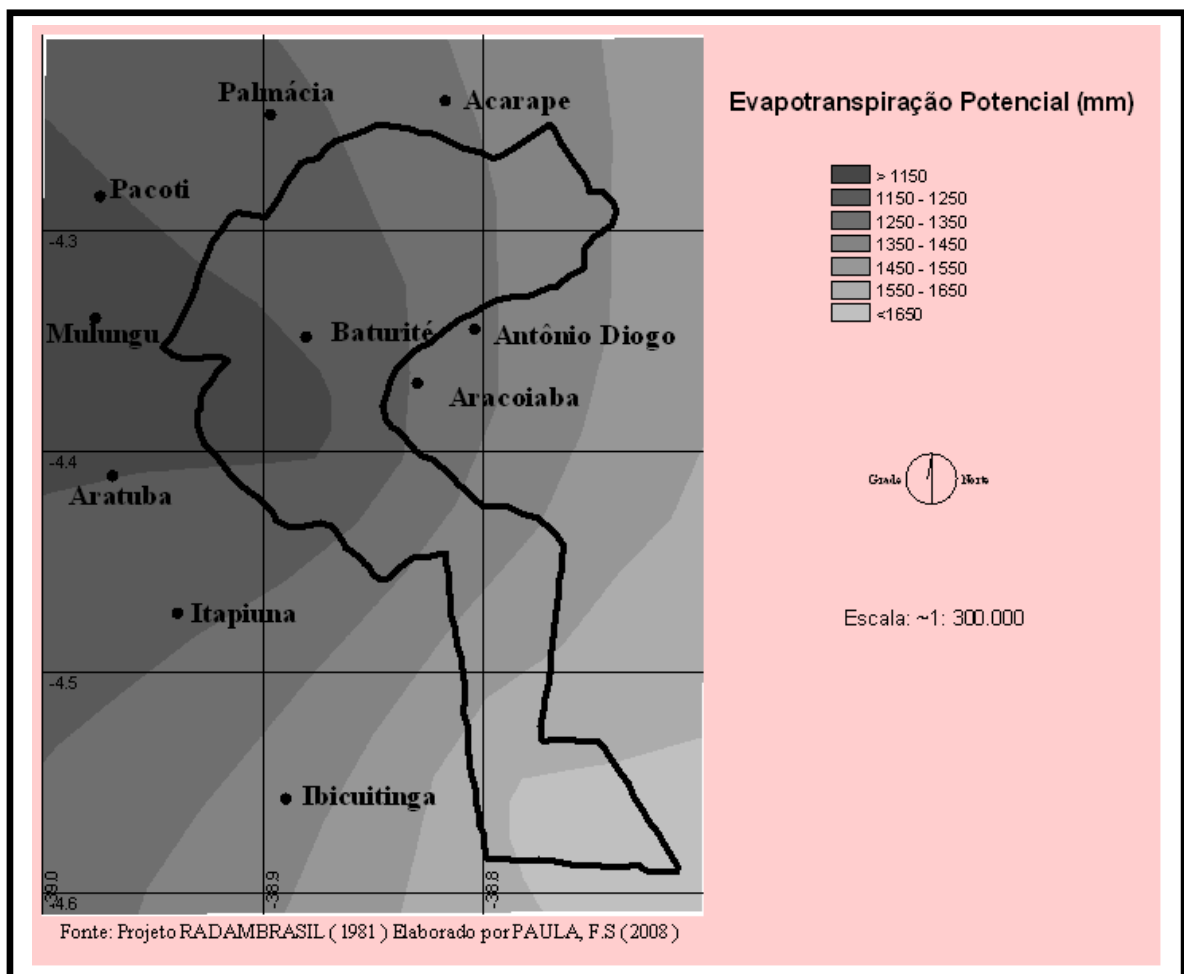 Palmácia
Acarape
Pacoti
-4.3
Mulungu
Baturité
Antônio Diogo
Aracoiaba
-4.4
Aratuba
Itapiuna
-4.5
Ibicuitinga
-39.0
-38.9
-38.8
-4.6
Evapotranspiração Potencial (mm)
> 1150
1150 - 1250
1250 - 1350
1350 - 1450
1450 - 1550
1550 - 1650
<1650
Grade Norte
Escala: ~1: 300.000
Fonte: Projeto RADAMBRASIL ( 1981 ) Elaborado por PAULA, F.S ( 2008 )